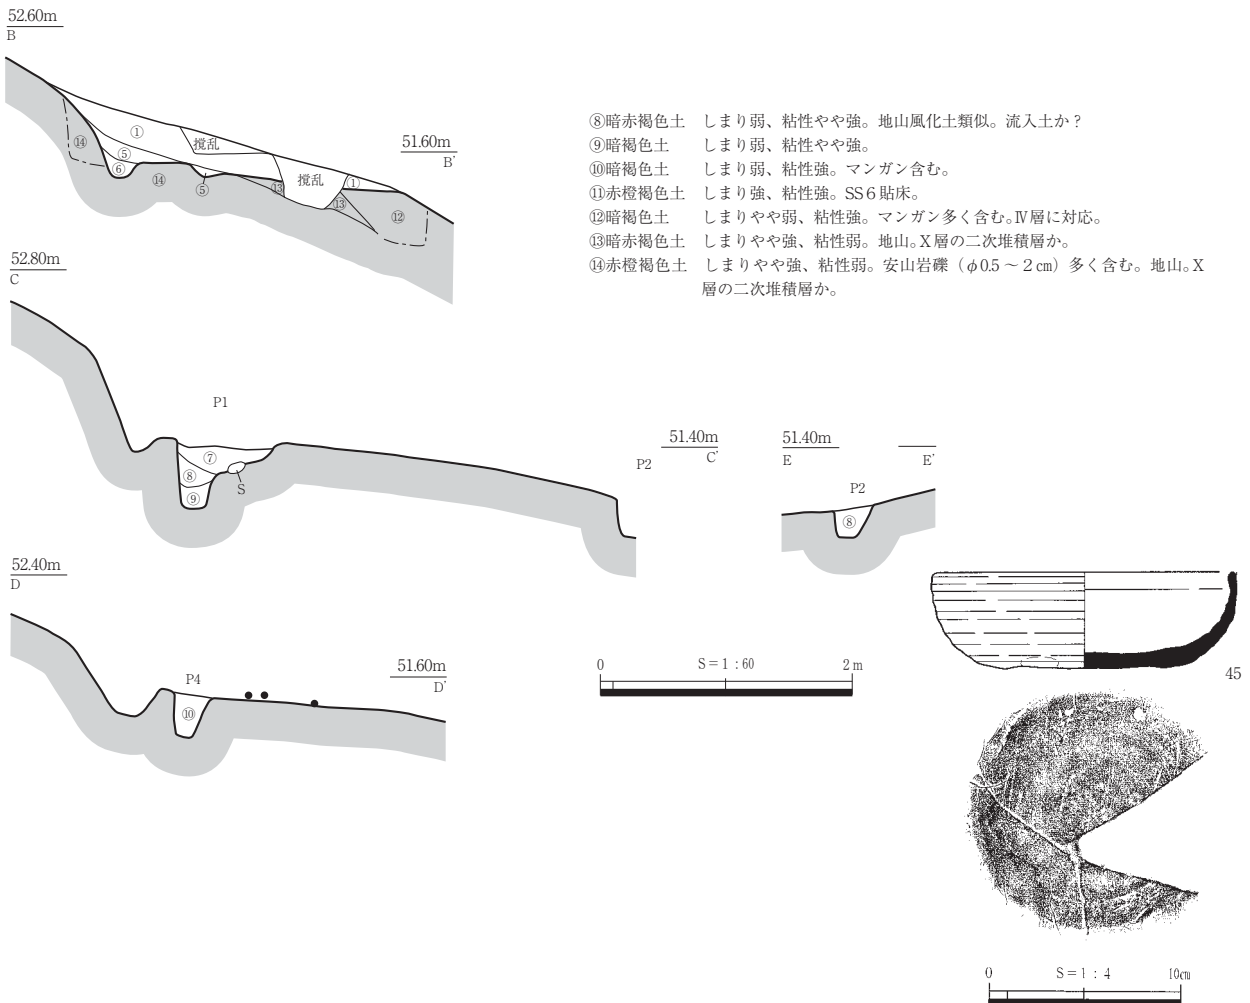 52.60m
B
①
撹乱
51.60m
B'
⑭
⑤
⑥
⑭
⑤
⑬
撹乱
①
⑬
⑫
⑧暗赤褐色土 しまり弱、粘性やや強。地山風化土類似。流入土か？
⑨暗褐色土 しまり弱、粘性やや強。
⑩暗褐色土 しまり弱、粘性強。マンガン含む。
⑪赤橙褐色土 しまり強、粘性強。SS６貼床。
⑫暗褐色土 しまりやや弱、粘性強。マンガン多く含む。Ⅳ層に対応。
⑬暗赤褐色土 しまりやや強、粘性弱。地山。Ⅹ層の二次堆積層か。
⑭赤橙褐色土 しまりやや強、粘性弱。安山岩礫（φ0.5～２㎝）多く含む。地山。Ⅹ
層の二次堆積層か。
52.80m
C
P1
⑦
⑧
S
⑨
P2
51.40m
C'
51.40m
E
E'
P2
⑧
52.40m
D
P4
⑩
51.60m
D'
0 S＝1：60 2 m
45
0 S＝1：4 10㎝